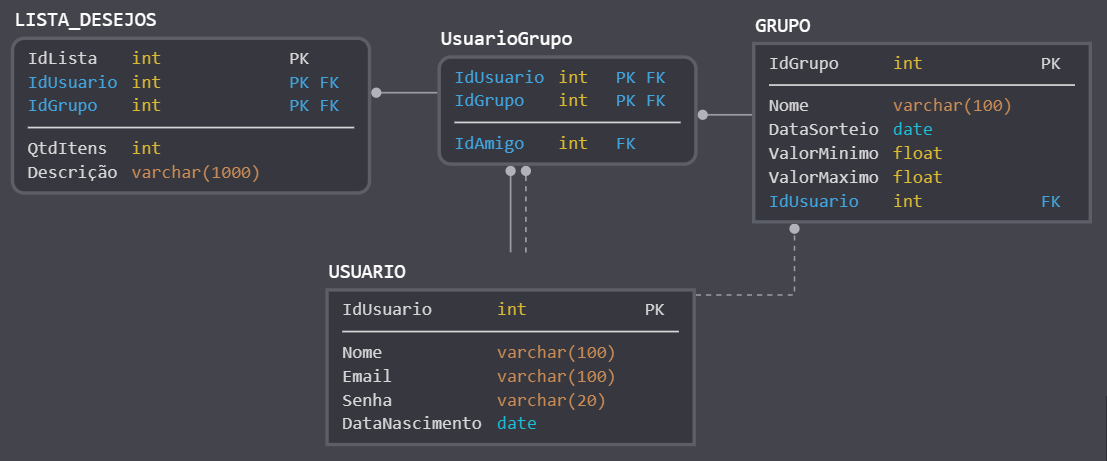 LISTA_DESEJOS
IdLista int PK
IdUsuario int PK FK
IdGrupo int PK FK
QtdItens int
Descrição varchar(1000)
UsuarioGrupo
IdUsuario int PK FK
IdGrupo int PK FK
IdAmigo int FK
GRUPO
IdGrupo int PK
Nome varchar(100)
DataSorteio date
ValorMinimo float
ValorMaximo float
IdUsuario int FK
USUARIO
IdUsuario int PK
Nome varchar(100)
Email varchar(100)
Senha varchar(20)
DataNascimento date